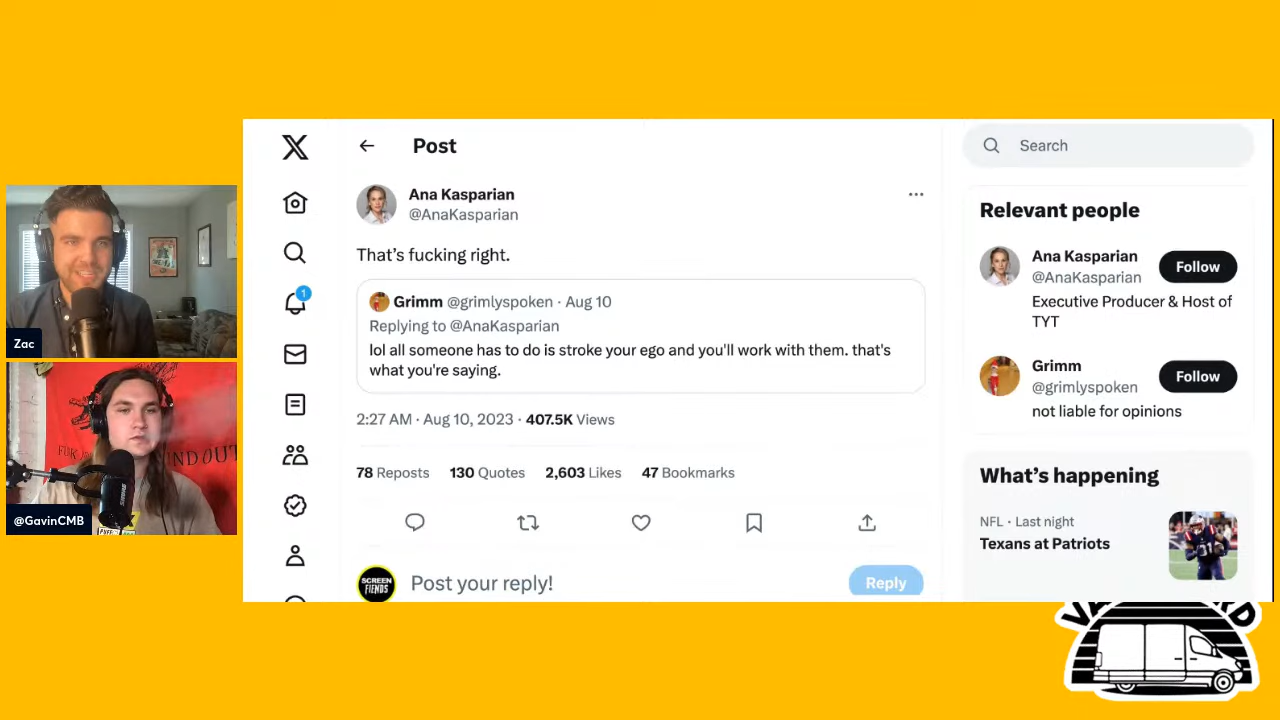 Post
Search
Ana Kasparian
@AnaKasparian
That's fucking right.
Grimm @grimlyspoken · Aug 10
Replying to @AnaKasparian
lol all someone has to do is stroke your ego and you'll work with them. that's
what you're saying.
2:27 AM · Aug 10, 2023 · 407.5K Views
78 Reposts 130 Quotes 2,603 Likes 47 Bookmarks
SCREEN
FIENDS
Post your reply!
Reply
Relevant people
Ana Kasparian
@AnaKasparian
Follow
Executive Producer & Host of
TYT
Grimm
@grimlyspoken
Follow
not liable for opinions
What's happening
NFL · Last night
Texans at Patriots
1
Zac
@GavinCMB